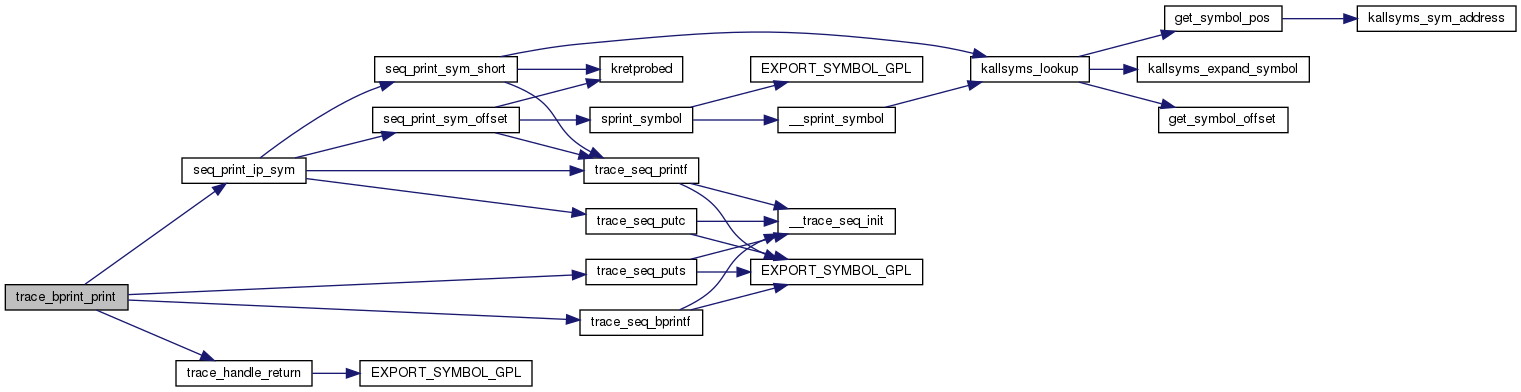 get_symbol_pos
kallsyms_sym_address
seq_print_sym_short
kretprobed
EXPORT_SYMBOL_GPL
kallsyms_lookup
kallsyms_expand_symbol
seq_print_sym_offset
sprint_symbol
__sprint_symbol
get_symbol_offset
seq_print_ip_sym
trace_seq_printf
trace_seq_putc
__trace_seq_init
trace_seq_puts
EXPORT_SYMBOL_GPL
trace_bprint_print
trace_seq_bprintf
trace_handle_return
EXPORT_SYMBOL_GPL